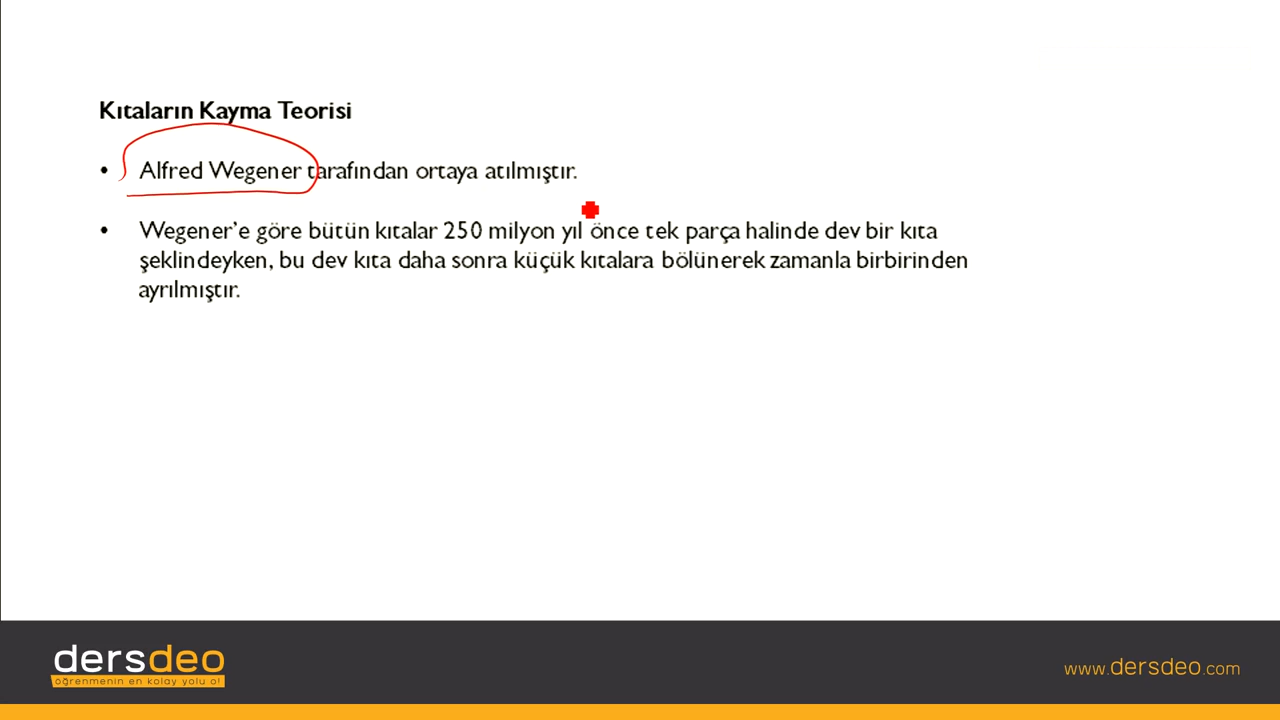 Kıtaların Kayma Teorisi
• Alfred Wegener tarafından ortaya atılmıştır.
• Wegener’e göre bütün kıtalar 250 milyon yıl önce tek parça halinde dev bir kıta
şeklindeyken, bu dev kıta daha sonra küçük kıtalara bölünerek zamanla birbirinden
ayrılmıştır.
dersdeo
öğrenmenin en kolay yolu o!
www.dersdeo.com